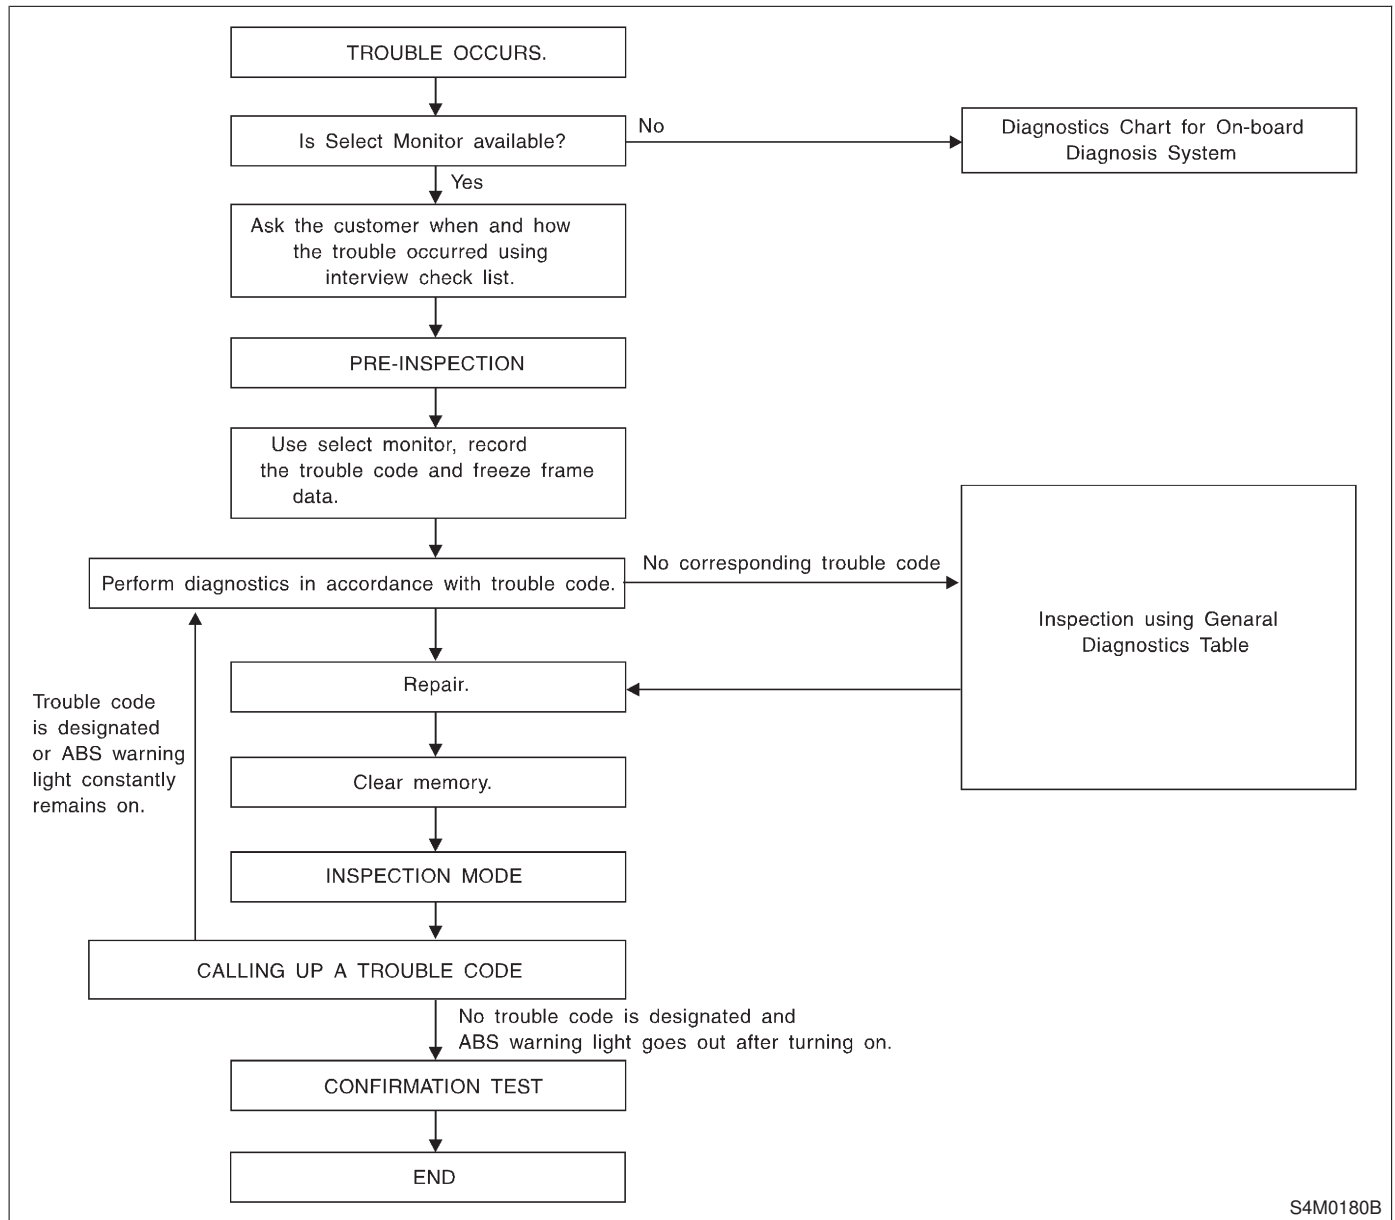 TROUBLE OCCURS.
Is Select Monitor available?
No
Diagnostics Chart for On-board
Diagnosis System
Yes
Ask the customer when and how
the trouble occurred using
interview check list.
PRE-INSPECTION
Use select monitor, record
the trouble code and freeze frame
data.
Perform diagnostics in accordance with trouble code.
No corresponding trouble code
Inspection using Genaral
Diagnostics Table
Repair.
Trouble code
is designated
or ABS warning
light constantly
remains on.
Clear memory.
INSPECTION MODE
CALLING UP A TROUBLE CODE
No trouble code is designated and
ABS warning light goes out after turning on.
CONFIRMATION TEST
END
S4M0180B